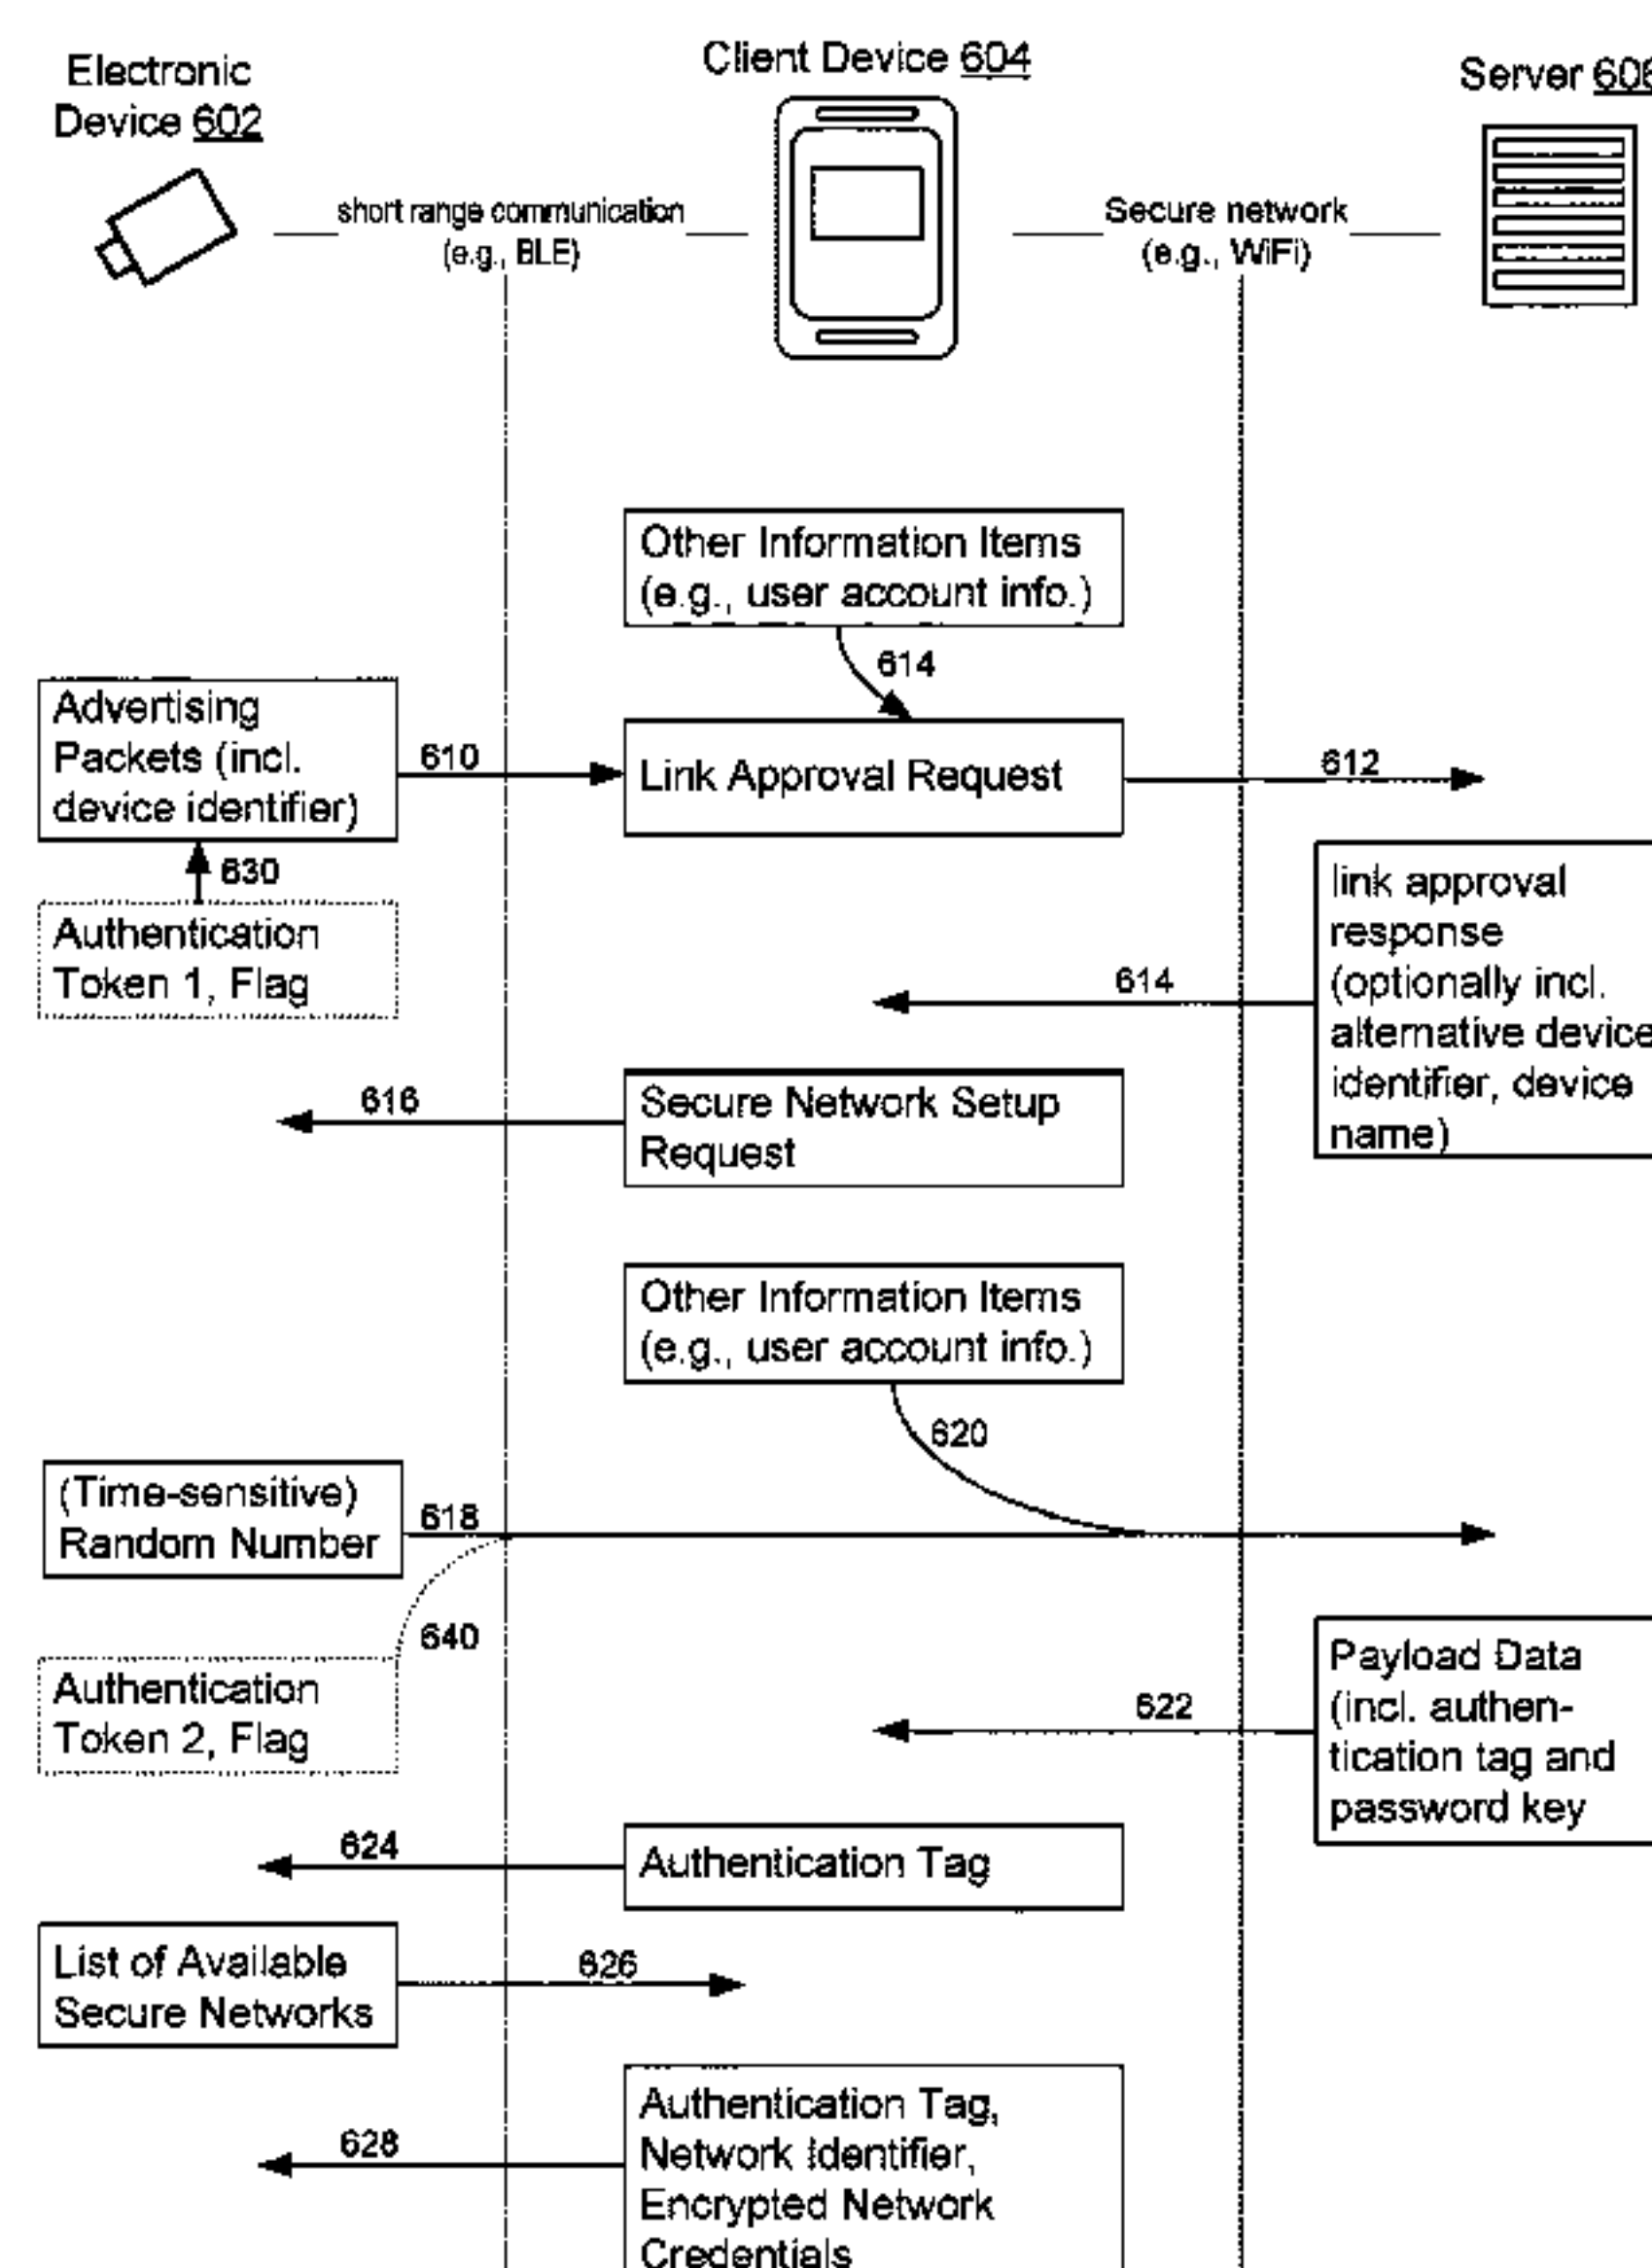 Electronic
Device 602
Client Device 604
Server 606
short range communication
(e.g., BLE)
Secure network
(e.g., WiFi)
Other Information Items
(e.g., user account info.)
614
Advertising
Packets (incl.
device identifier)
610
Link Approval Request
612
630
Authentication
Token 1, Flag
link approval
response
(optionally incl.
alternative device
identifier, device
name)
614
616
Secure Network Setup
Request
Other Information Items
(e.g., user account info.)
620
(Time-sensitive)
Random Number
618
640
Authentication
Token 2, Flag
Payload Data
(incl. authen-
tication tag and
password key
622
624
Authentication Tag
List of Available
Secure Networks
626
628
Authentication Tag,
Network Identifier,
Encrypted Network
Credentials